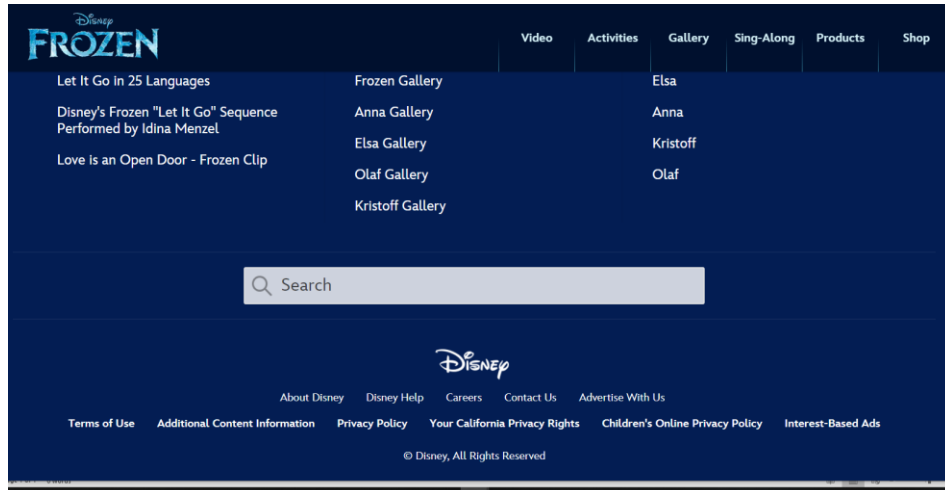 Disney
FROZEN
Video Activities Gallery Sing-Along Products Shop
Let It Go in 25 Languages
Disney's Frozen "Let It Go" Sequence
Performed by Idina Menzel
Love is an Open Door - Frozen Clip
Frozen Gallery
Anna Gallery
Elsa Gallery
Olaf Gallery
Kristoff Gallery
Elsa
Anna
Kristoff
Olaf
Search
Disney
About Disney Disney Help Careers Contact Us Advertise With Us
Terms of Use Additional Content Information Privacy Policy Your California Privacy Rights Children's Online Privacy Policy Interest-Based Ads
© Disney, All Rights Reserved